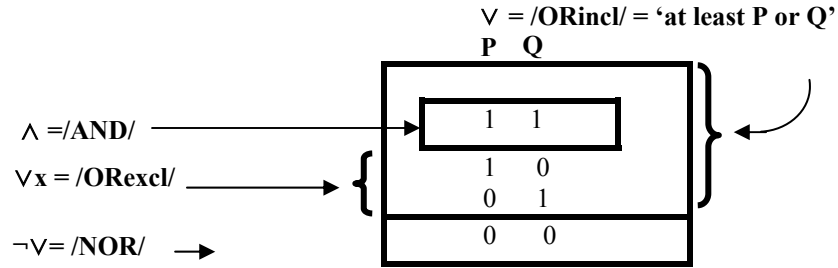 ∨ = /ORincl/ = ‘at least P or Q’
P Q
∧ =/AND/
1 1
∨x = /ORexcl/
1 0
0 1
¬∨= /NOR/
0 0